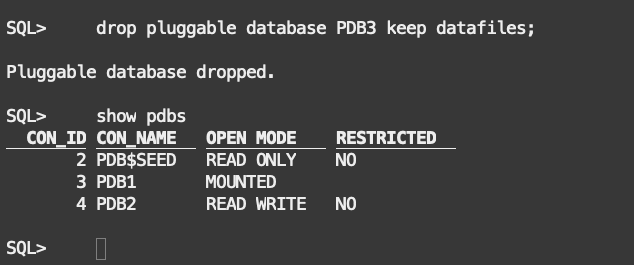 SQL> drop pluggable database PDB3 keep datafiles;
Pluggable database dropped.
SQL> show pdbs
CON_ID CON_NAME OPEN MODE RESTRICTED
2 PDB$SEED READ ONLY NO
3 PDB1 MOUNTED
4 PDB2 READ WRITE NO
SQL>